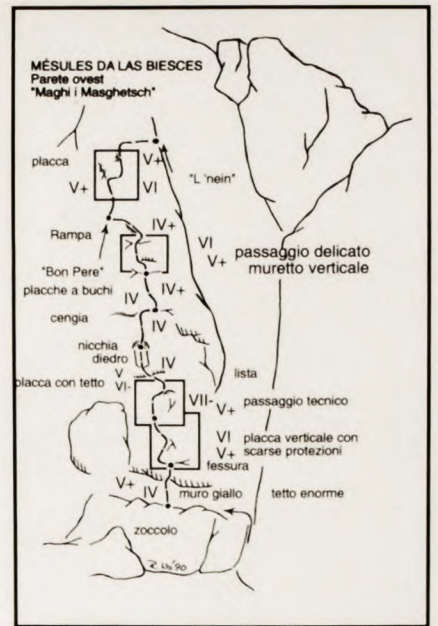 MÉSULES DA LAS BIESCES
Parete ovest
"Maghi i Masghetsch"
placca
V+
V+
VI
"L'nein"
Rampa
IV+
VI
V+
passaggio delicato
muretto verticale
"Bon Pere"
placche a buchi
IV
IV+
cengia
IV
nicchia
diedro
IV
V
VI-
placca con tetto
lista
VII-
V+
passaggio tecnico
VI
V+
placca verticale con
scarse protezioni
fessura
V+
IV
muro giallo
tetto enorme
zoccolo